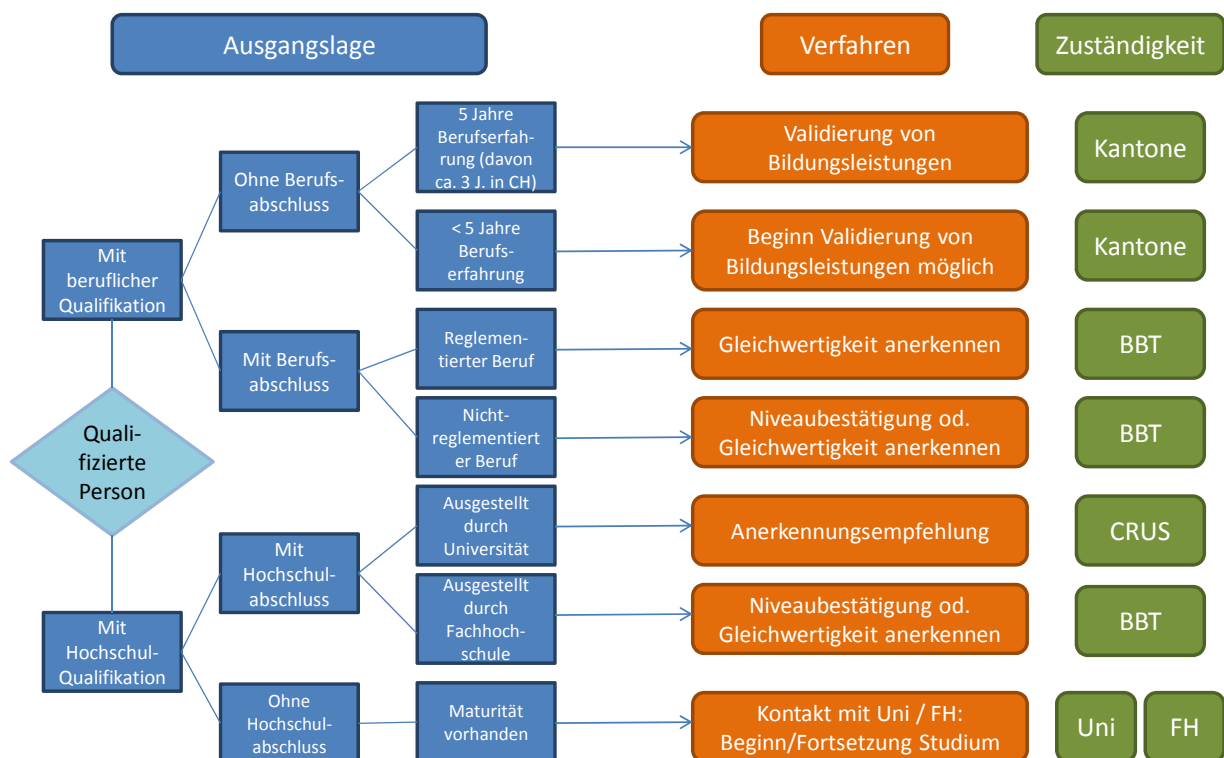 Ausgangslage
Verfahren
Zuständigkeit
5 Jahre
Berufserfah-
rung (davon
ca. 3 J. in CH)
Validierung von
Bildungsleistungen
Kantone
Ohne Berufs-
abschluss
< 5 Jahre
Berufs-
erfahrung
Beginn Validierung von
Bildungsleistungen möglich
Kantone
Mit
beruflicher
Qualifikation
Reglemen-
tierter Beruf
Gleichwertigkeit anerkennen
BBT
Mit Berufs-
abschluss
Nicht-
reglementiert
er Beruf
Niveaubestätigung od.
Gleichwertigkeit anerkennen
BBT
Quali-
fizierte
Person
Ausgestellt
durch
Universität
Anerkennungsempfehlung
CRUS
Mit
Hochschul-
abschluss
Ausgestellt
durch
Fachhoch-
schule
Niveaubestätigung od.
Gleichwertigkeit anerkennen
BBT
Mit
Hochschul-
Qualifikation
Ohne
Hochschul-
abschluss
Maturität
vorhanden
Kontakt mit Uni / FH:
Beginn/Fortsetzung Studium
Uni
FH